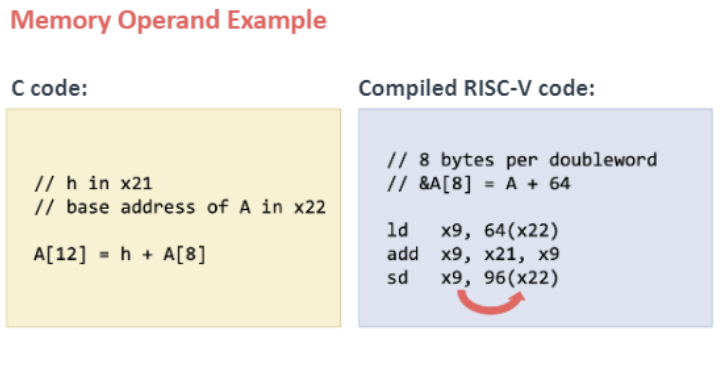 Memory Operand Example
C code:
// h in x21
// base address of A in x22
A[12] = h + A[8]
Compiled RISC-V code:
// 8 bytes per doubleword
// &A[8] = A + 64
ld x9, 64(x22)
add x9, x21, x9
sd x9, 96(x22)